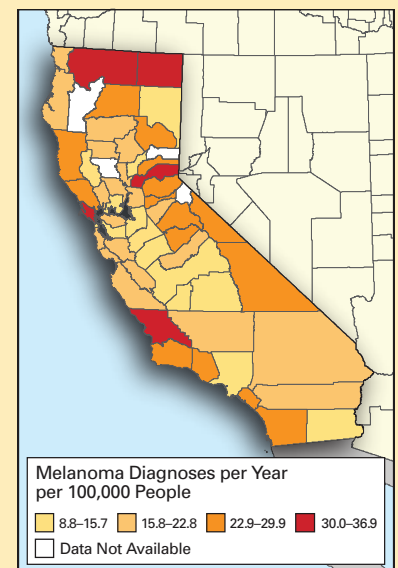 Melanoma Diagnoses per Year
per 100,000 People
8.8–15.7 15.8–22.8 22.9–29.9 30.0–36.9
Data Not Available